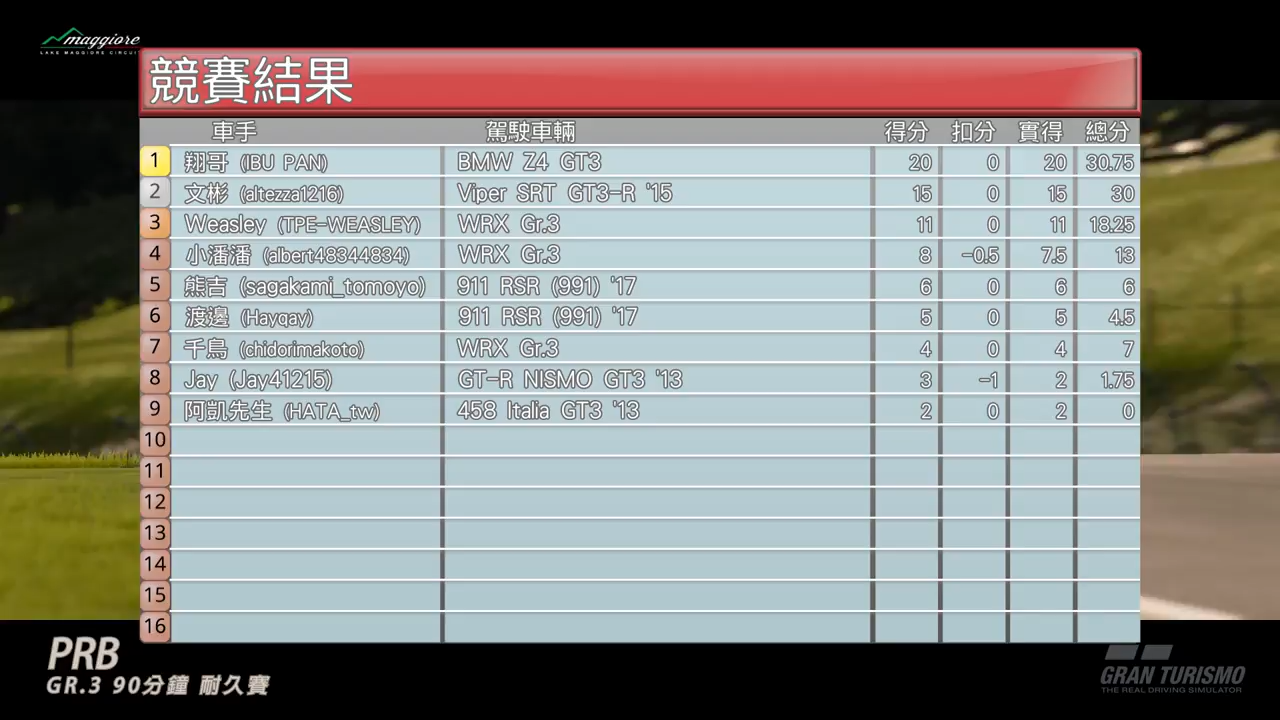 maggiore
LAKE MAGGIORE CIRCUIT
競賽結果
車手 駕駛車輛 得分 扣分 實得 總分
1 翔哥 (IBU PAN) BMW Z4 GT3 20 0 20 30.75
2 文彬 (altezza1216) Viper SRT GT3-R '15 15 0 15 30
3 Weasley (TPE-WEASLEY) WRX Gr.3 11 0 11 18.25
4 小潘潘 (albert48344834) WRX Gr.3 8 -0.5 7.5 13
5 熊吉 (sagakami_tomoyo) 911 RSR (991) '17 6 0 6 6
6 渡邊 (Hayqay) 911 RSR (991) '17 5 0 5 4.5
7 千鳥 (chidorimakoto) WRX Gr.3 4 0 4 7
8 Jay (Jay41215) GT-R NISMO GT3 '13 3 -1 2 1.75
9 阿凱先生 (HATA_tw) 458 Italia GT3 '13 2 0 2 0
10
11
12
13
14
15
16
PRB
GR.3 90分鐘 耐久賽
GRAN TURISMO
THE REAL DRIVING SIMULATOR